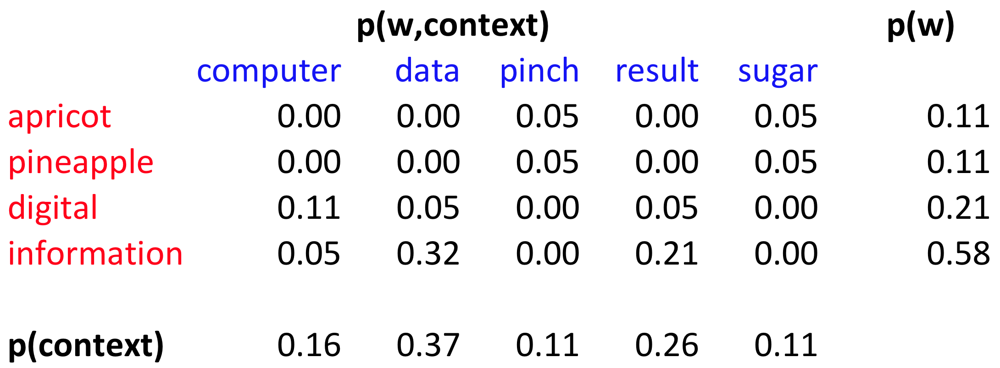 p(w,context) p(w)
computer data pinch result sugar
apricot 0.00 0.00 0.05 0.00 0.05 0.11
pineapple 0.00 0.00 0.05 0.00 0.05 0.11
digital 0.11 0.05 0.00 0.05 0.00 0.21
information 0.05 0.32 0.00 0.21 0.00 0.58
p(context) 0.16 0.37 0.11 0.26 0.11